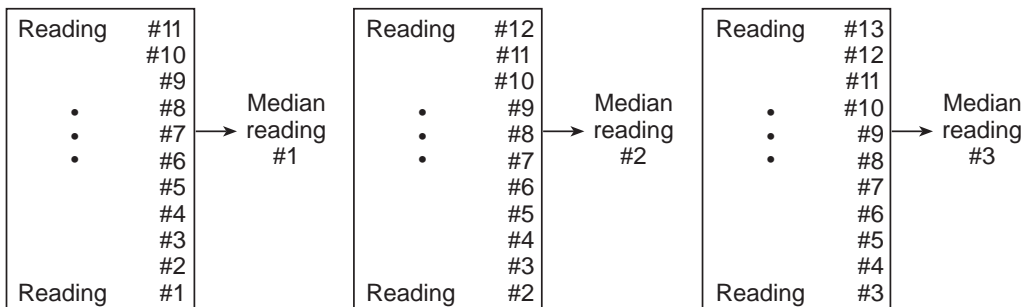 Reading #11
#10
#9
#8
#7
#6
#5
#4
#3
#2
Reading #1
Median
reading
#1
Reading #12
#11
#10
#9
#8
#7
#6
#5
#4
#3
Reading #2
Median
reading
#2
Reading #13
#12
#11
#10
#9
#8
#7
#6
#5
#4
Reading #3
Median
reading
#3